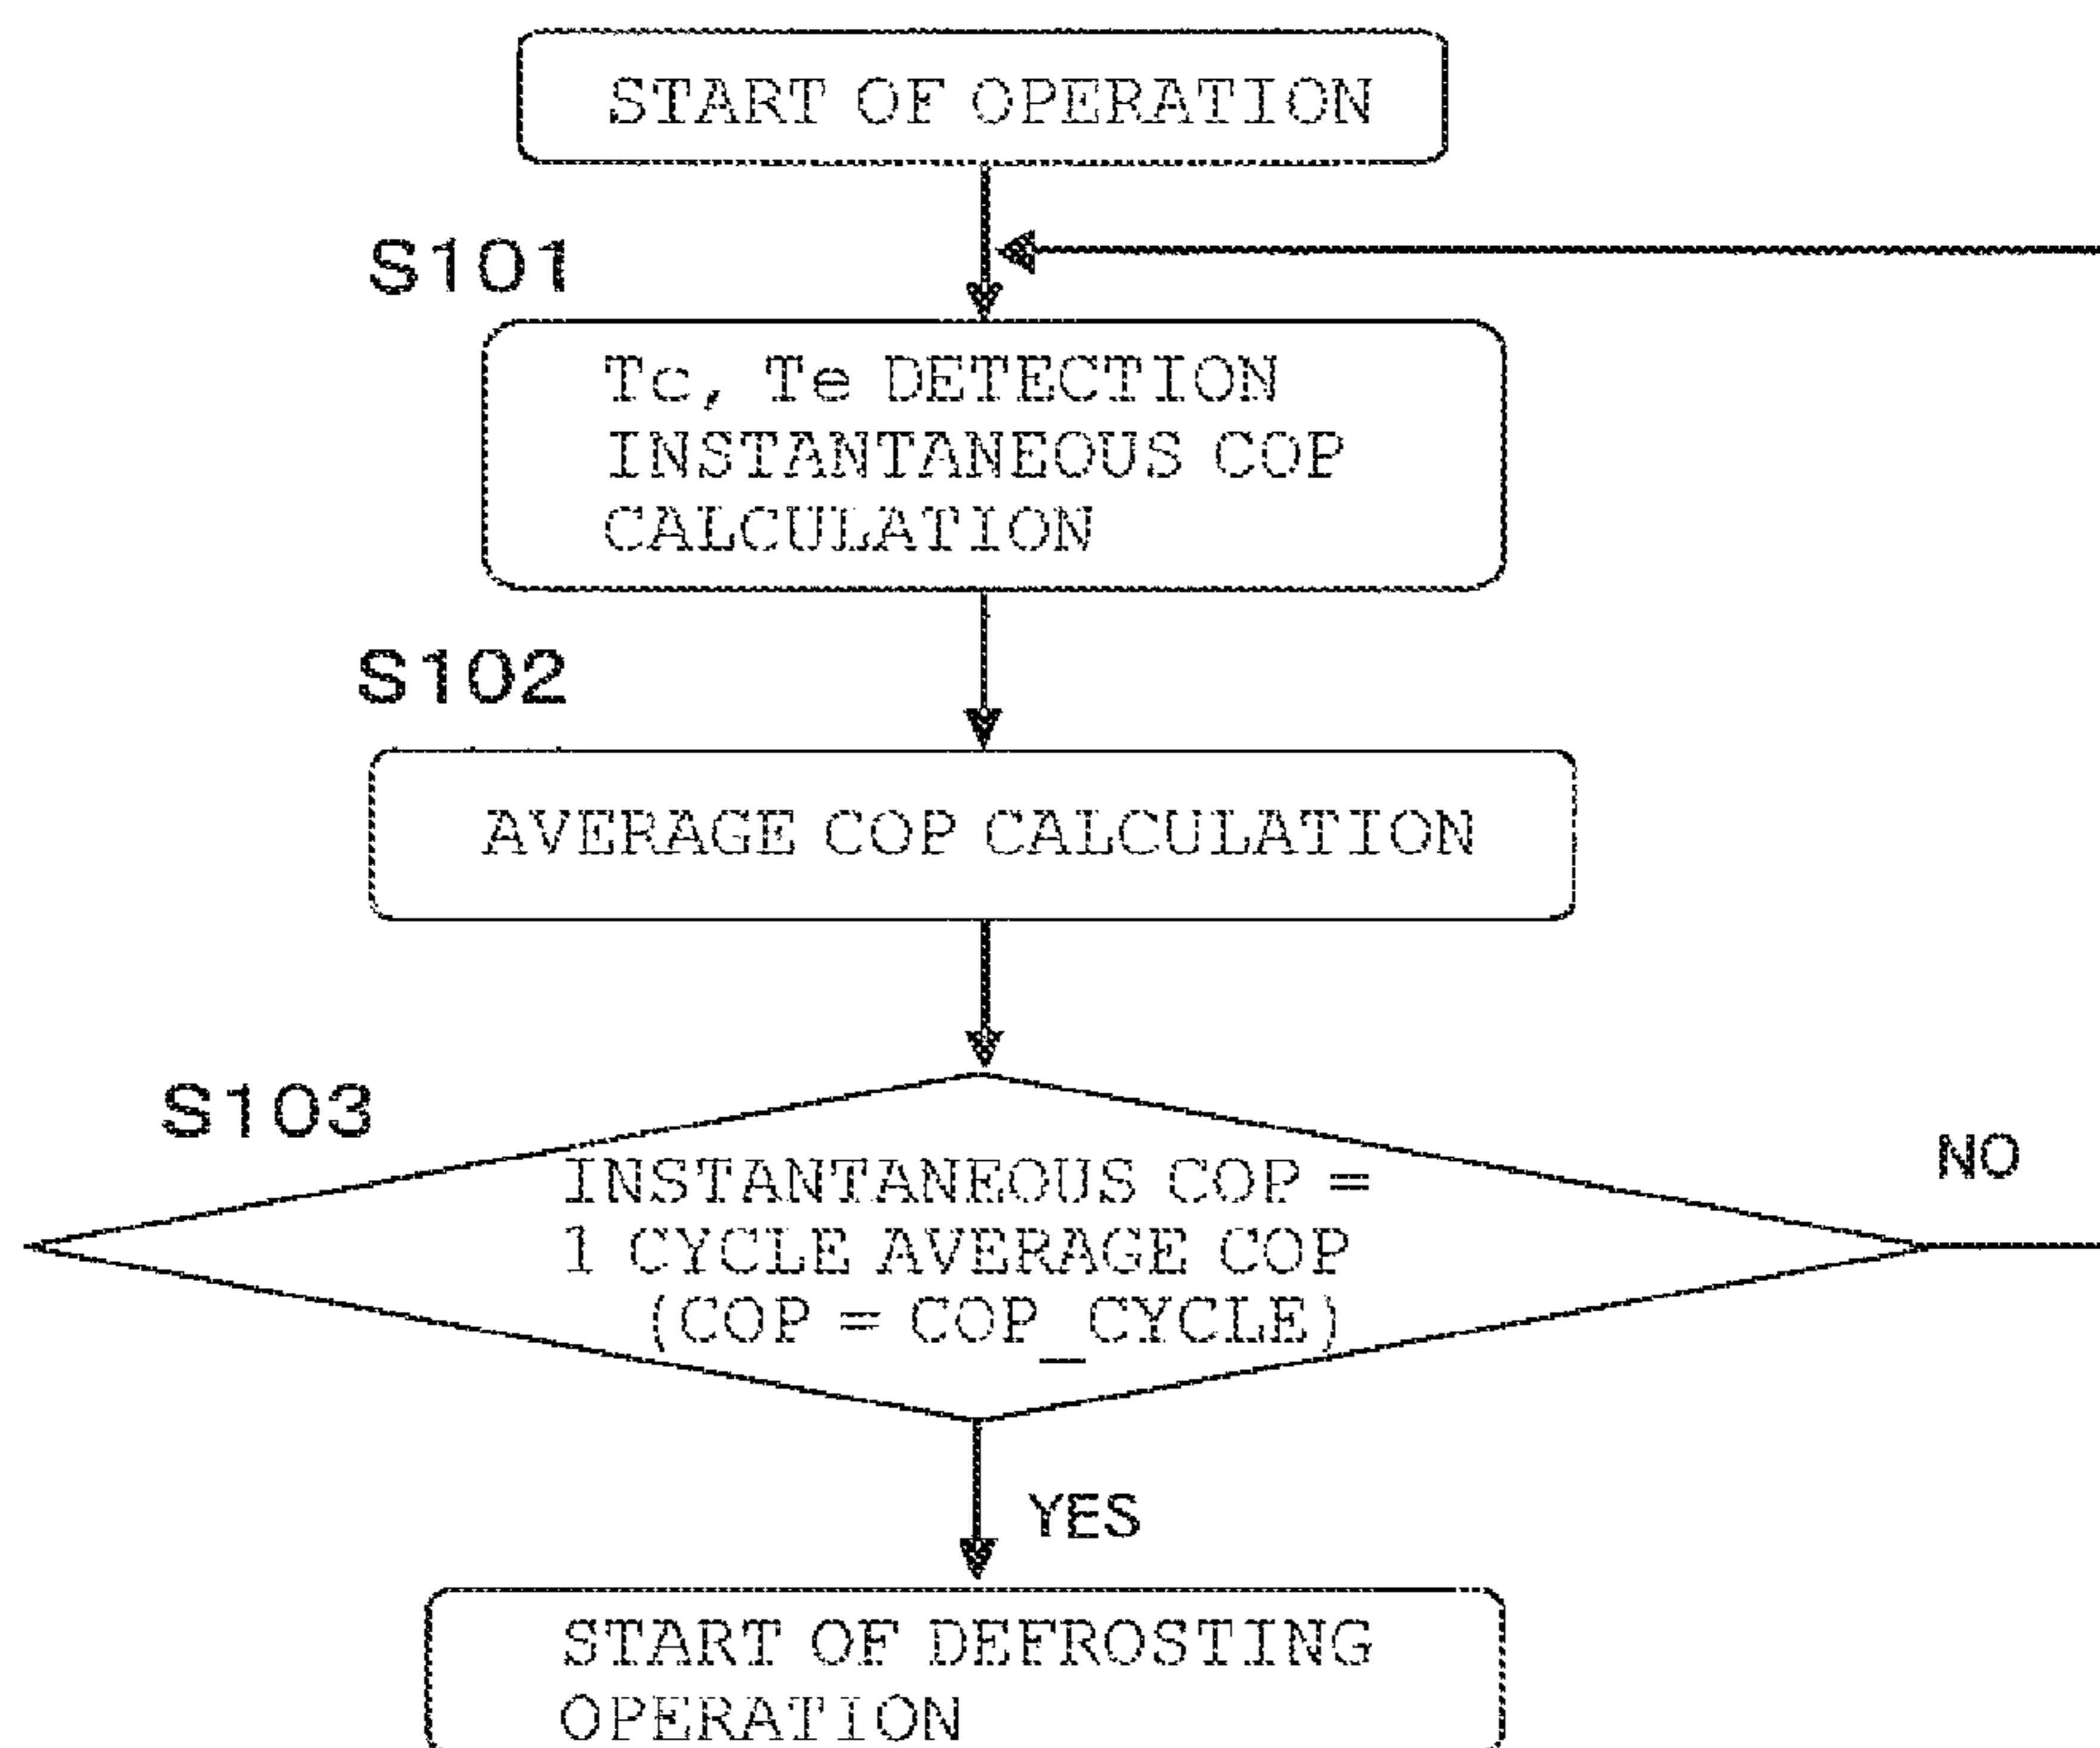 START OF OPERATION
S101
Tc, Te DETECTION
INSTANTANEOUS COP
CALCULATION
S102
AVERAGE COP CALCULATION
S103
INSTANTANEOUS COP =
1 CYCLE AVERAGE COP
(COP = COP_CYCLE)
NO
YES
START OF DEFROSTING
OPERATION